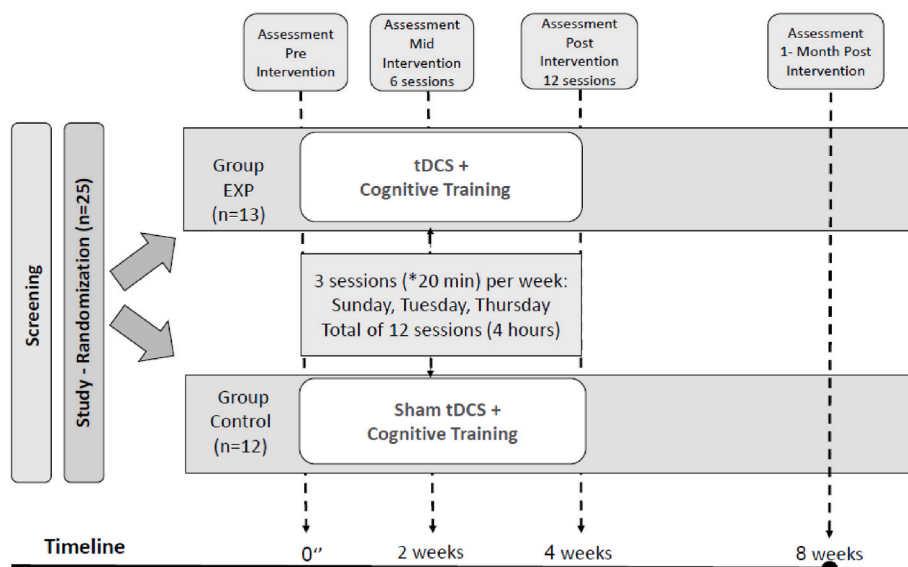 Assessment
Pre
Intervention
Assessment
Mid
Intervention
6 sessions
Assessment
Post
Intervention
12 sessions
Assessment
1- Month Post
Intervention
Screening
Study - Randomization (n=25)
Group
EXP
(n=13)
tDCS +
Cognitive Training
3 sessions (*20 min) per week:
Sunday, Tuesday, Thursday
Total of 12 sessions (4 hours)
Group
Control
(n=12)
Sham tDCS +
Cognitive Training
Timeline
0′′
2 weeks
4 weeks
8 weeks